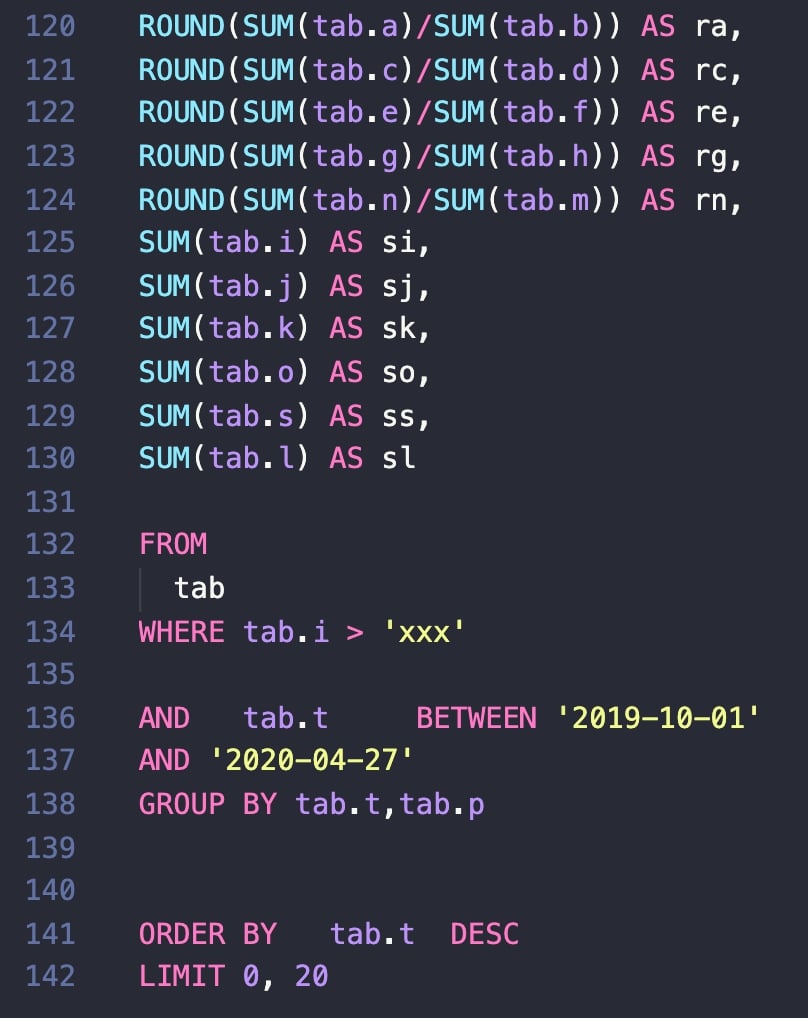 120 ROUND(SUM(tab.a)/SUM(tab.b)) AS ra,
121 ROUND(SUM(tab.c)/SUM(tab.d)) AS rc,
122 ROUND(SUM(tab.e)/SUM(tab.f)) AS re,
123 ROUND(SUM(tab.g)/SUM(tab.h)) AS rg,
124 ROUND(SUM(tab.n)/SUM(tab.m)) AS rn,
125 SUM(tab.i) AS si,
126 SUM(tab.j) AS sj,
127 SUM(tab.k) AS sk,
128 SUM(tab.o) AS so,
129 SUM(tab.s) AS ss,
130 SUM(tab.l) AS sl
131
132 FROM
133 tab
134 WHERE tab.i > 'xxx'
135
136 AND tab.t BETWEEN '2019-10-01'
137 AND '2020-04-27'
138 GROUP BY tab.t,tab.p
139
140
141 ORDER BY tab.t DESC
142 LIMIT 0, 20